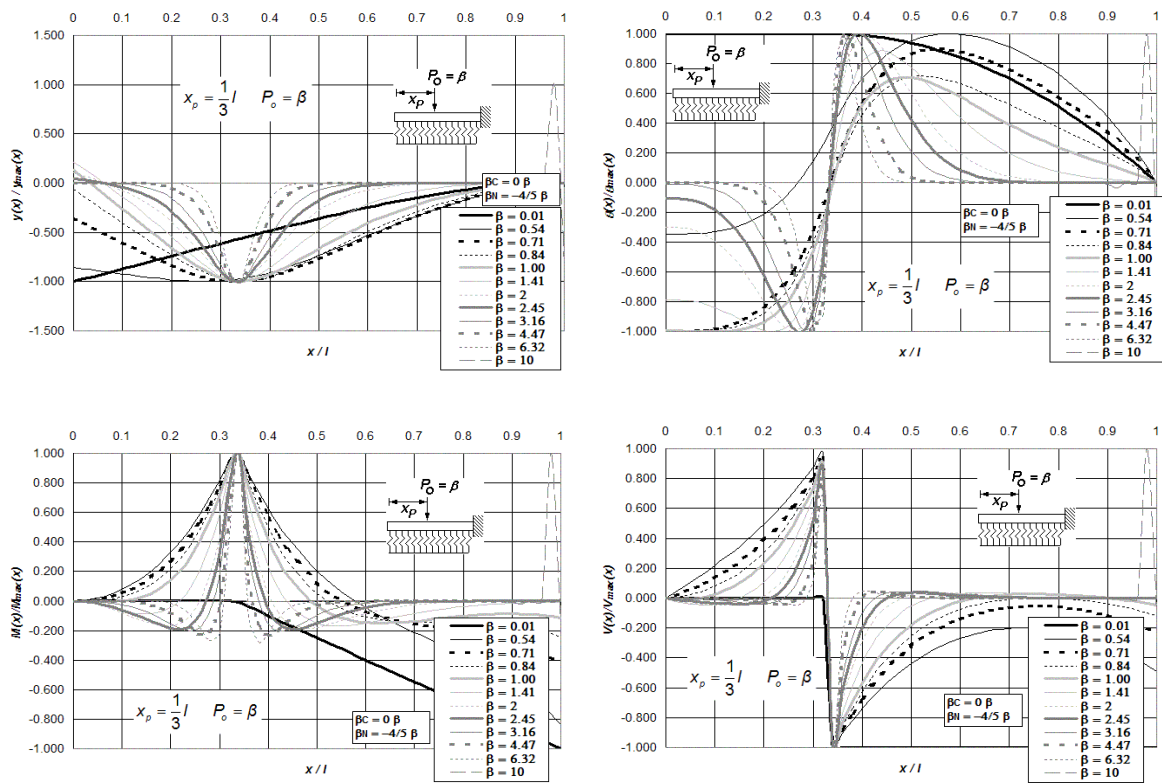 0 0.1 0.2 0.3 0.4 0.5 0.6 0.7 0.8 0.9 1
1.500
1.000
0.500
0.000
-0.500
-1.000
-1.500
y(x) / ymax(x)
x / l
xp = 1/3 l Po = β
PO = β
xP
βC = 0 β
βN = −4/5 β
β = 0.01
β = 0.54
β = 0.71
β = 0.84
β = 1.00
β = 1.41
β = 2
β = 2.45
β = 3.16
β = 4.47
β = 6.32
β = 10
0 0.1 0.2 0.3 0.4 0.5 0.6 0.7 0.8 0.9 1
1.000
0.800
0.600
0.400
0.200
0.000
-0.200
-0.400
-0.600
-0.800
-1.000
x / l
PO = β
xP
xp = 1/3 l Po = β
βC = 0 β
βN = −4/5 β
β = 0.01
β = 0.54
β = 0.71
β = 0.84
β = 1.00
β = 1.41
β = 2
β = 2.45
β = 3.16
β = 4.47
β = 6.32
β = 10
0 0.1 0.2 0.3 0.4 0.5 0.6 0.7 0.8 0.9 1
1.000
0.800
0.600
0.400
0.200
0.000
-0.200
-0.400
-0.600
-0.800
-1.000
M(x)/Mmax(x)
x / l
PO = β
xP
xp = 1/3 l Po = β
βC = 0 β
βN = −4/5 β
β = 0.01
β = 0.54
β = 0.71
β = 0.84
β = 1.00
β = 1.41
β = 2
β = 2.45
β = 3.16
β = 4.47
β = 6.32
β = 10
0 0.1 0.2 0.3 0.4 0.5 0.6 0.7 0.8 0.9 1
1.000
0.800
0.600
0.400
0.200
0.000
-0.200
-0.400
-0.600
-0.800
-1.000
V(x)/Vmax(x)
x / l
PO = β
xP
xp = 1/3 l Po = β
βC = 0 β
βN = −4/5 β
β = 0.01
β = 0.54
β = 0.71
β = 0.84
β = 1.00
β = 1.41
β = 2
β = 2.45
β = 3.16
β = 4.47
β = 6.32
β = 10